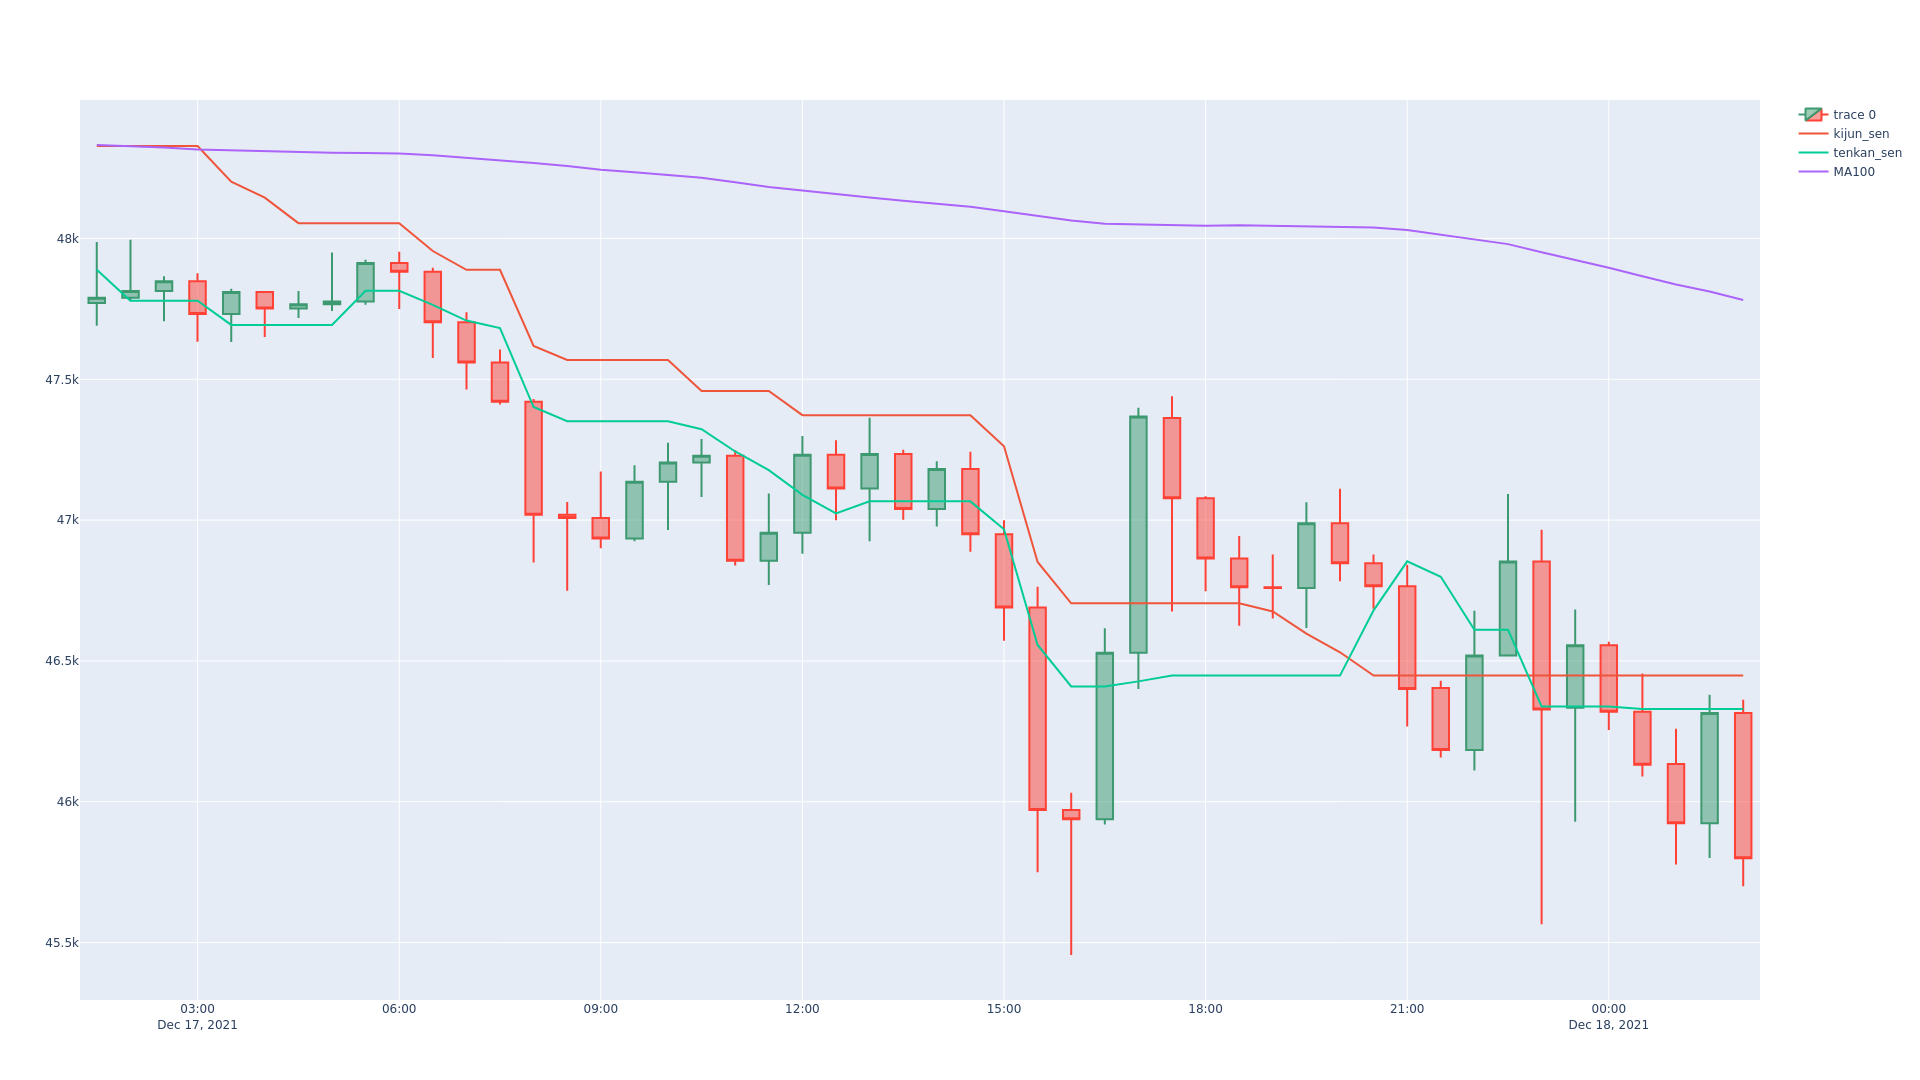 trace 0
kijun_sen
tenkan_sen
MA100
48k
47.5k
47k
46.5k
46k
45.5k
03:00 06:00 09:00 12:00 15:00 18:00 21:00 00:00
Dec 17, 2021 Dec 18, 2021